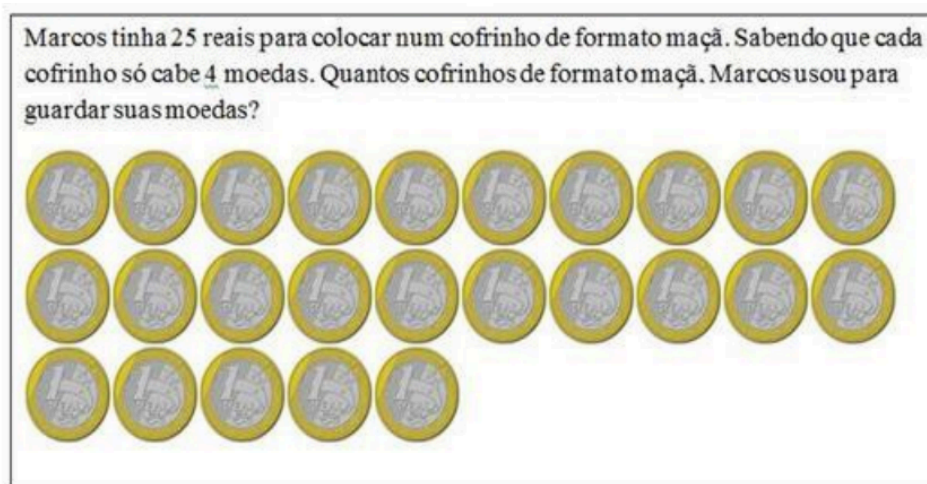 Marcos tinha 25 reais para colocar num cofrinho de formato maçã. Sabendo que cada
cofrinho só cabe 4 moedas. Quantos cofrinhos de formato maçã. Marcos usou para
guardar suas moedas?